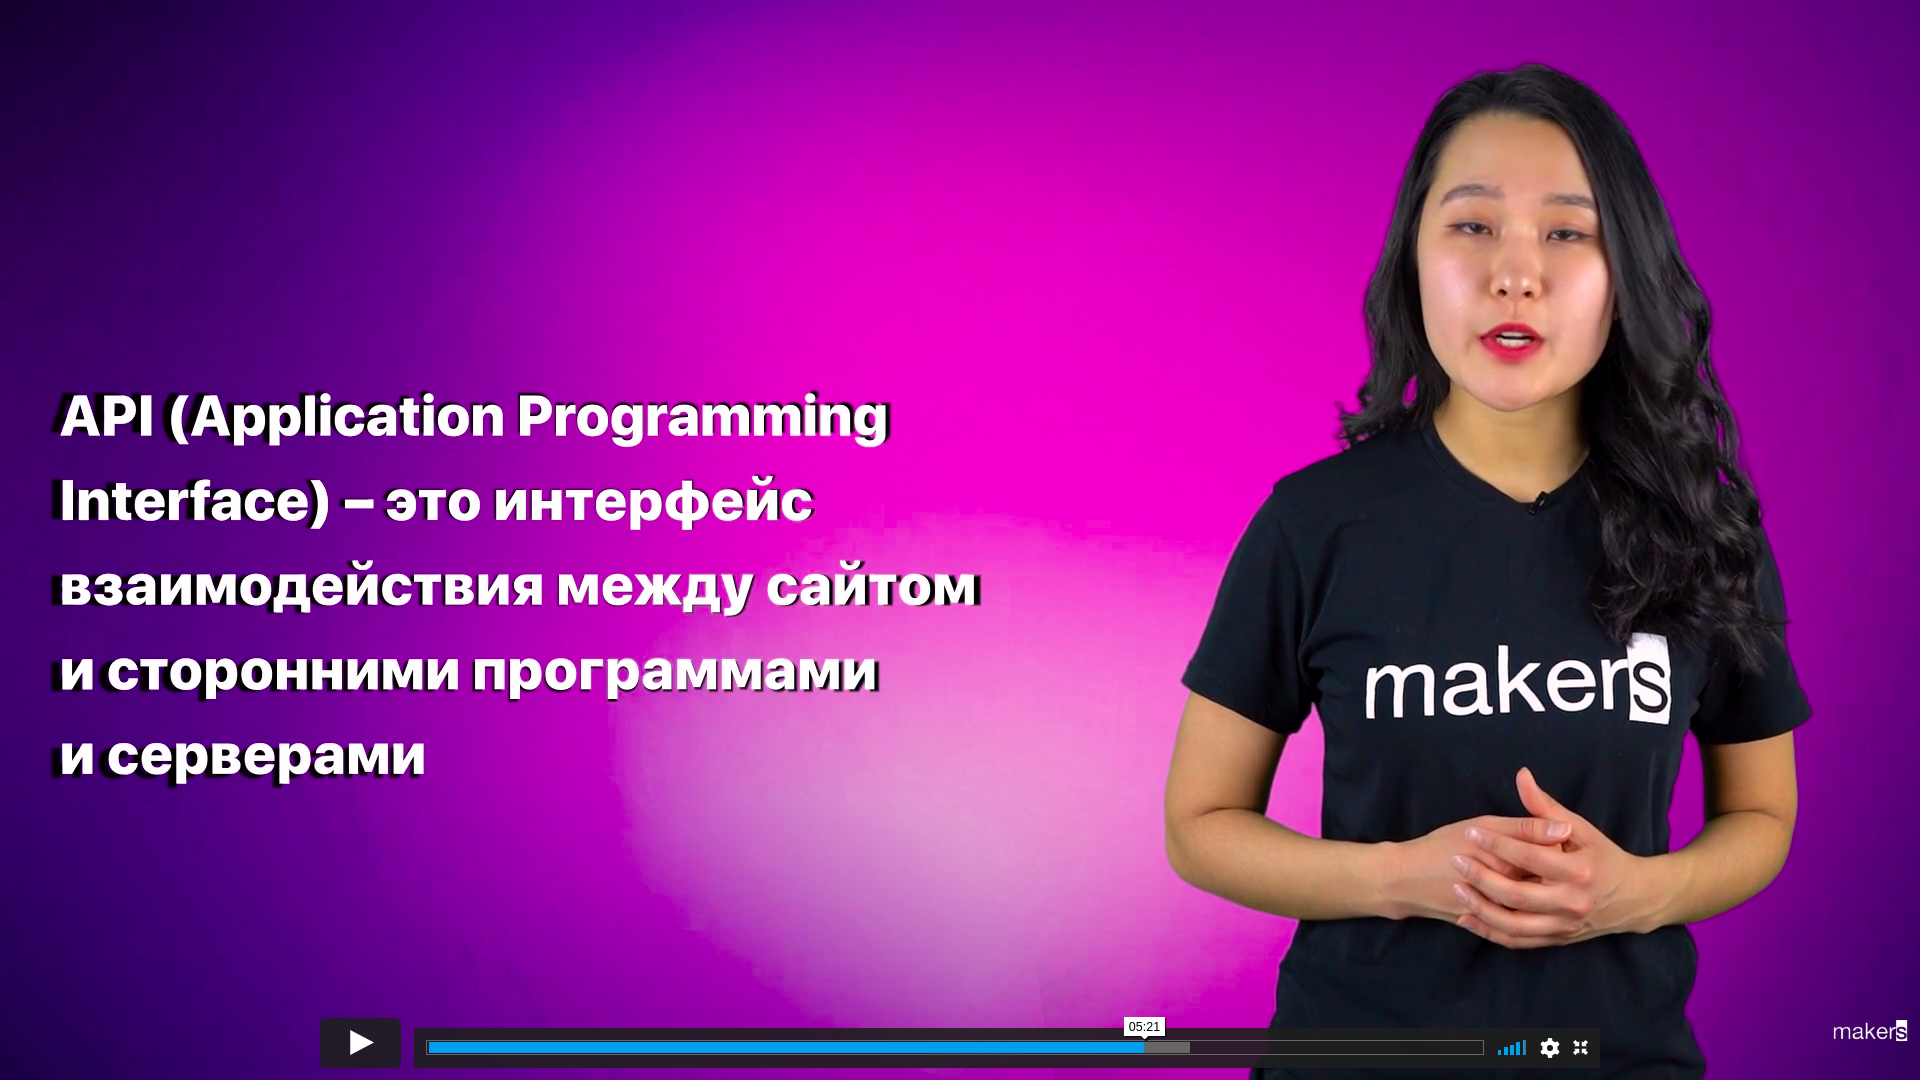 API (Application Programming
Interface) – это интерфейс
взаимодействия между сайтом
и сторонними программами
и серверами
makers
05:21
makers